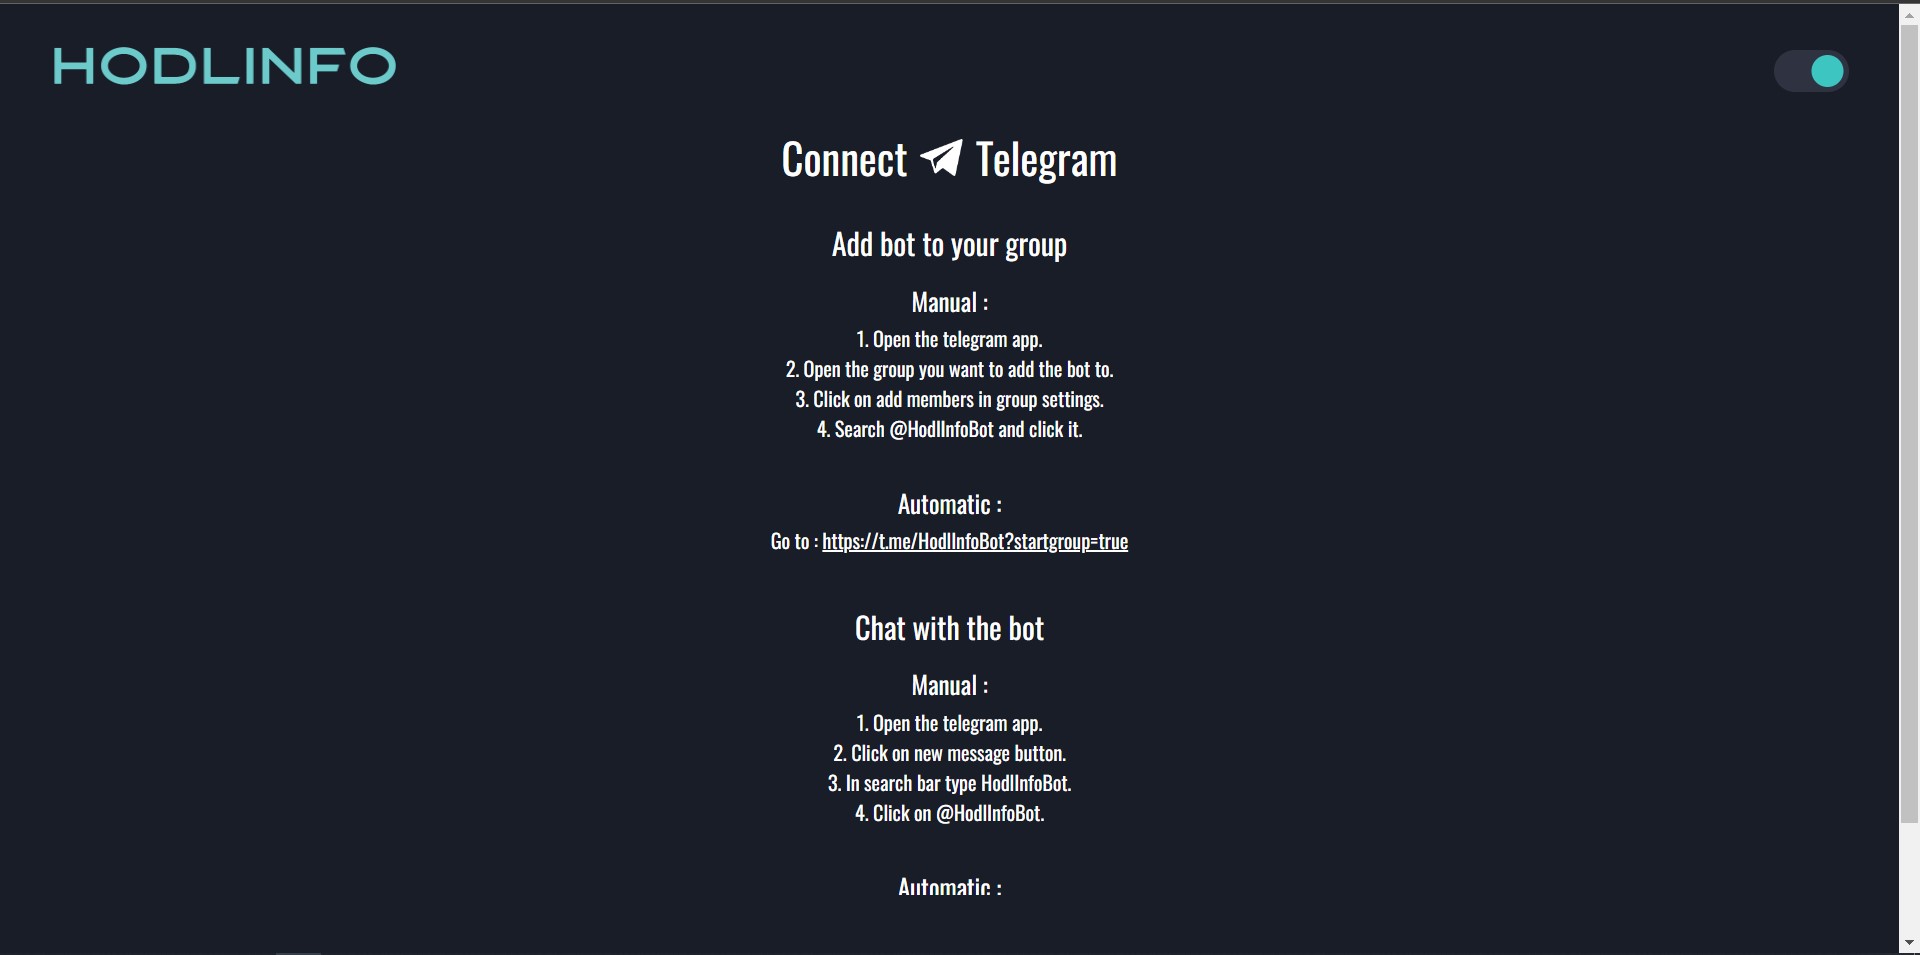 HODLINFO
Connect Telegram
Add bot to your group
Manual :
1. Open the telegram app.
2. Open the group you want to add the bot to.
3. Click on add members in group settings.
4. Search @HodlInfoBot and click it.
Automatic :
Go to : https://t.me/HodlInfoBot?startgroup=true
Chat with the bot
Manual :
1. Open the telegram app.
2. Click on new message button.
3. In search bar type HodlInfoBot.
4. Click on @HodlInfoBot.
Automatic :